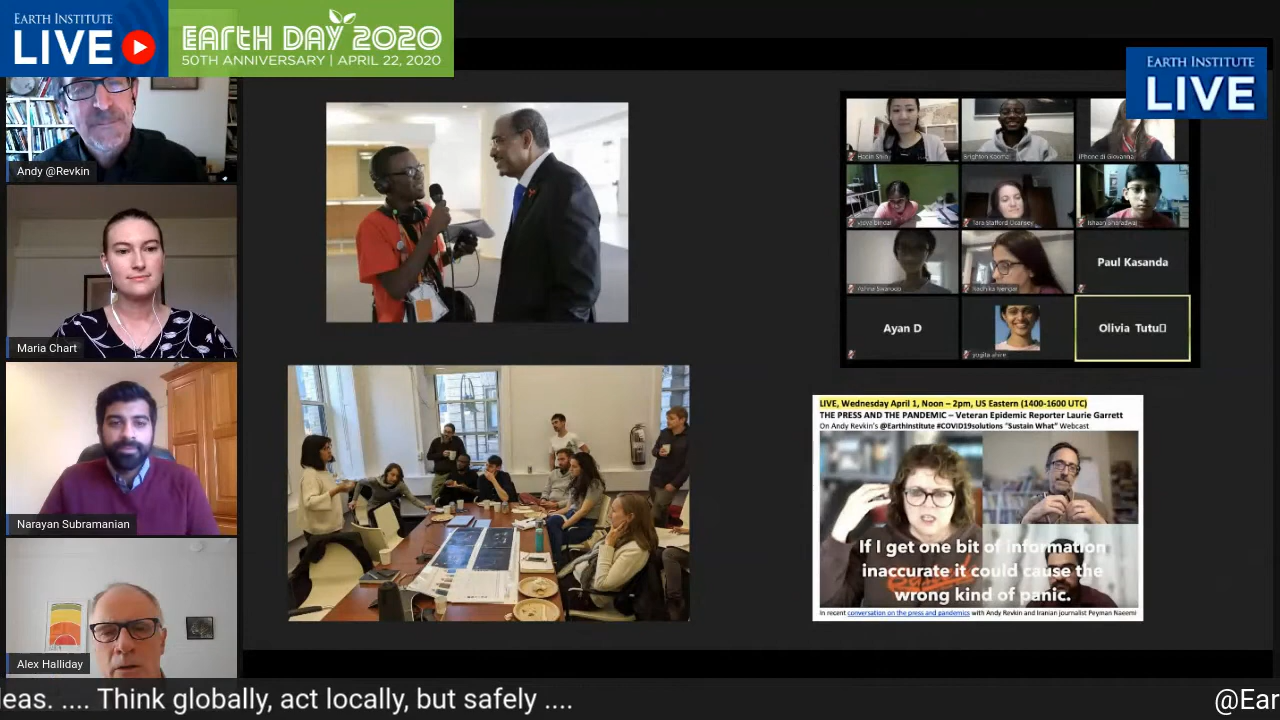 EARTH INSTITUTE
LIVE
EARTH DAY 2020
50TH ANNIVERSARY | APRIL 22, 2020
EARTH INSTITUTE
LIVE
Andy @Revkin
Maria Chart
Narayan Subramanian
Alex Halliday
Tara Stafford Ocansey
Paul Kasanda
Ayan D
yogita ahire
Olivia Tutu
LIVE, Wednesday April 1, Noon – 2pm, US Eastern (1400-1600 UTC)
THE PRESS AND THE PANDEMIC – Veteran Epidemic Reporter Laurie Garrett
On Andy Revkin's @EarthInstitute #COVID19solutions "Sustain What" Webcast
If I get one bit of information
inaccurate it could cause the
wrong kind of panic.
In recent conversation on the press and pandemics with Andy Revkin and Iranian journalist Peyman Naeemi
leas. .... Think globally, act locally, but safely ....
@Ear